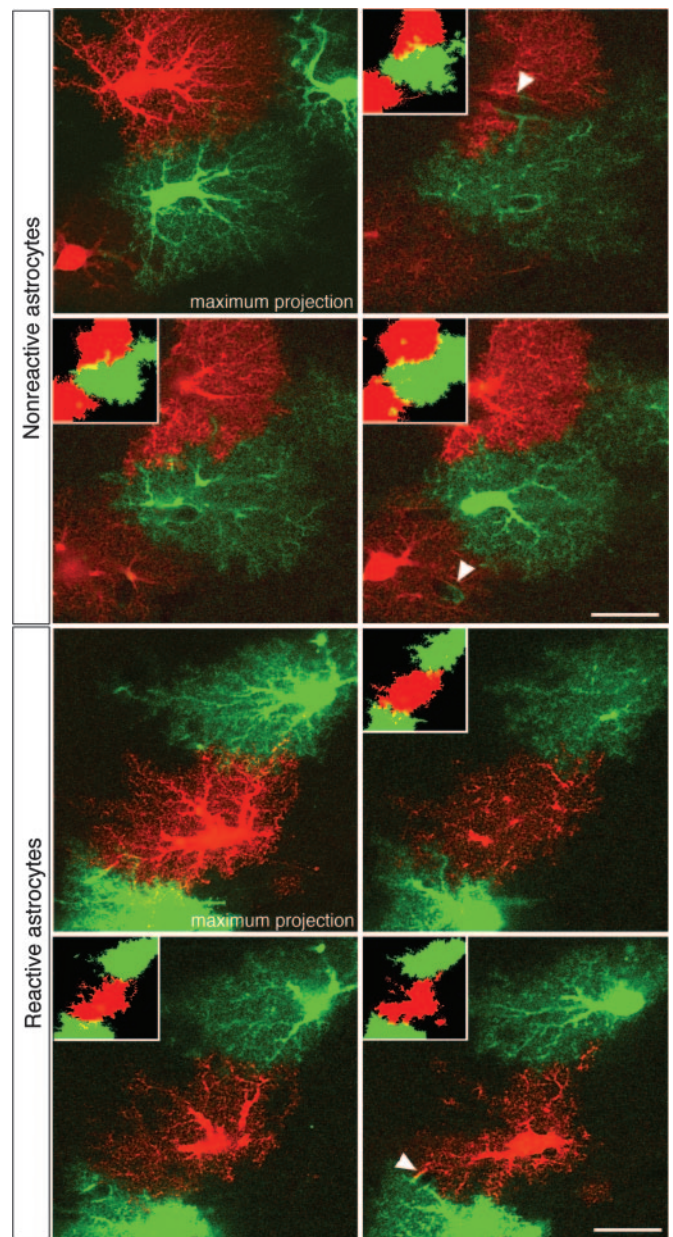 Nonreactive astrocytes
maximum projection
Reactive astrocytes
maximum projection